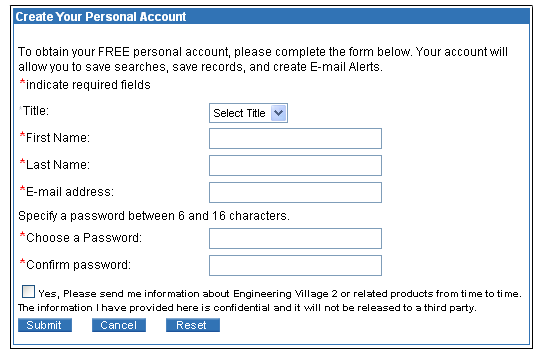 Create Your Personal Account
To obtain your FREE personal account, please complete the form below. Your account will
allow you to save searches, save records, and create E-mail Alerts.
*indicate required fields
*Title:
Select Title
*First Name:
*Last Name:
*E-mail address:
Specify a password between 6 and 16 characters.
*Choose a Password:
*Confirm password:
Yes, Please send me information about Engineering Village 2 or related products from time to time.
The information I have provided here is confidential and it will not be released to a third party.
Submit Cancel Reset